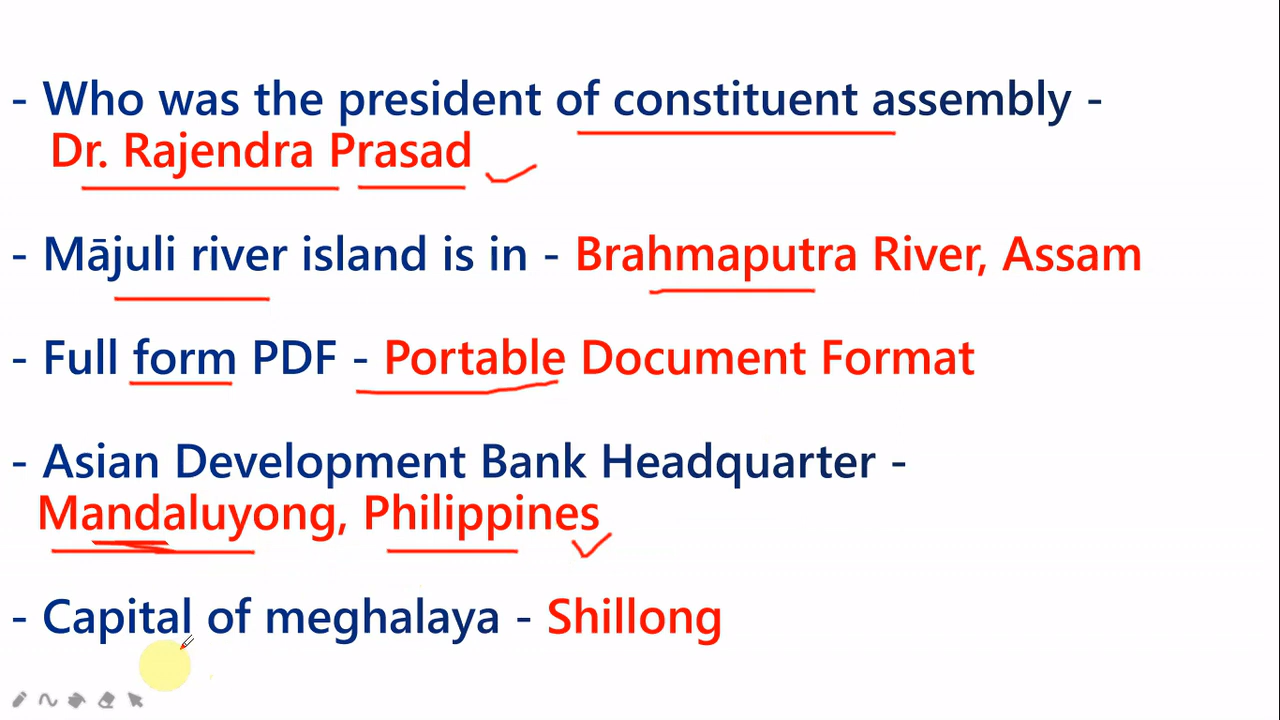 - Who was the president of constituent assembly -
Dr. Rajendra Prasad
- Mājuli river island is in - Brahmaputra River, Assam
- Full form PDF - Portable Document Format
- Asian Development Bank Headquarter -
Mandaluyong, Philippines
- Capital of meghalaya - Shillong